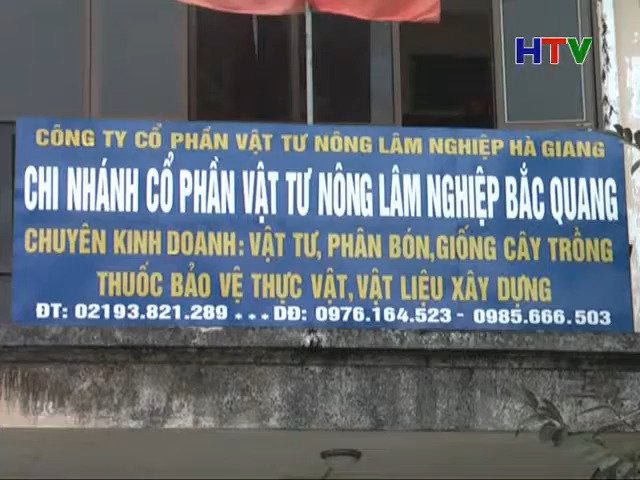 HTV
CÔNG TY CỔ PHẦN VẬT TƯ NÔNG LÂM NGHIỆP HÀ GIANG
CHI NHÁNH CỔ PHẦN VẬT TƯ NÔNG LÂM NGHIỆP BẮC QUANG
CHUYÊN KINH DOANH: VẬT TƯ, PHÂN BÓN, GIỐNG CÂY TRỒNG
THUỐC BẢO VỆ THỰC VẬT, VẬT LIỆU XÂY DỰNG
ĐT: 02193.821.289 *** DĐ: 0976.164.523 - 0985.666.503